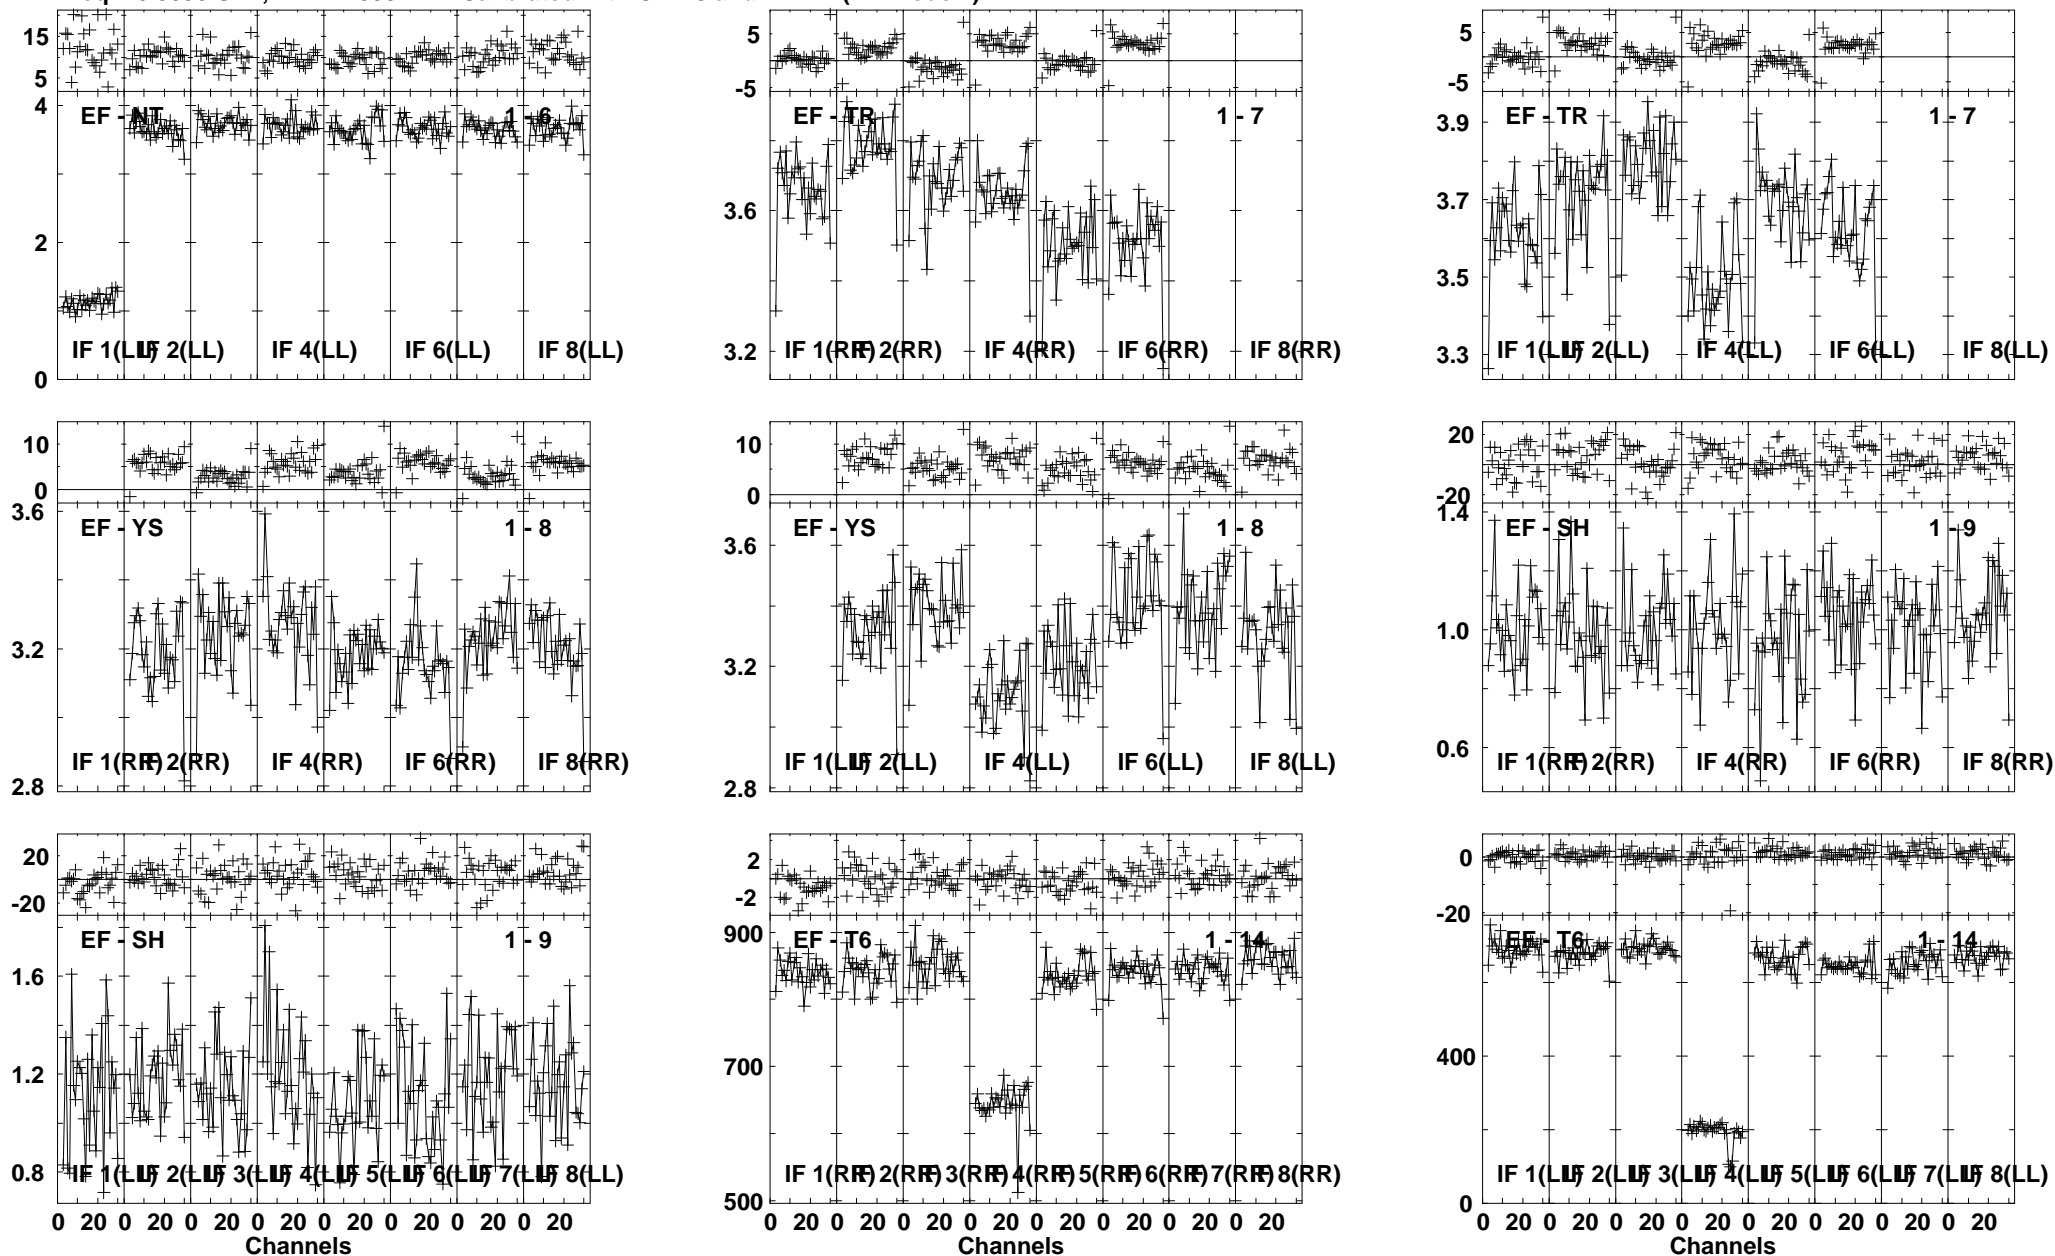 15
5
EF - NT
1 - 6
4
2
0
IF 1(LL)
IF 2(LL)
IF 4(LL)
IF 6(LL)
IF 8(LL)
5
-5
EF - TR
1 - 7
3.6
3.2
IF 1(RR)
IF 2(RR)
IF 4(RR)
IF 6(RR)
IF 8(RR)
5
-5
EF - TR
1 - 7
3.9
3.7
3.5
3.3
IF 1(LL)
IF 2(LL)
IF 4(LL)
IF 6(LL)
IF 8(LL)
10
0
EF - YS
1 - 8
3.6
3.2
2.8
IF 1(RR)
IF 2(RR)
IF 4(RR)
IF 6(RR)
IF 8(RR)
10
0
EF - YS
1 - 8
3.6
3.2
2.8
IF 1(LL)
IF 2(LL)
IF 4(LL)
IF 6(LL)
IF 8(LL)
20
-20
EF - SH
1 - 9
1.4
1.0
0.6
IF 1(RR)
IF 2(RR)
IF 4(RR)
IF 6(RR)
IF 8(RR)
20
-20
EF - SH
1 - 9
1.6
1.2
0.8
IF 1(LL)
IF 2(LL)
IF 3(LL)
IF 4(LL)
IF 5(LL)
IF 6(LL)
IF 7(LL)
IF 8(LL)
0 20 0 20 0 20 0 20 0 20 0 20 0 20 0 20
Channels
2
-2
EF - T6
1 - 14
900
700
500
IF 1(RR)
IF 2(RR)
IF 3(RR)
IF 4(RR)
IF 5(RR)
IF 6(RR)
IF 7(RR)
IF 8(RR)
0 20 0 20 0 20 0 20 0 20 0 20 0 20 0 20
Channels
0
-20
EF - T6
1 - 14
400
0
IF 1(LL)
IF 2(LL)
IF 3(LL)
IF 4(LL)
IF 5(LL)
IF 6(LL)
IF 7(LL)
IF 8(LL)
0 20 0 20 0 20 0 20 0 20 0 20 0 20 0 20
Channels